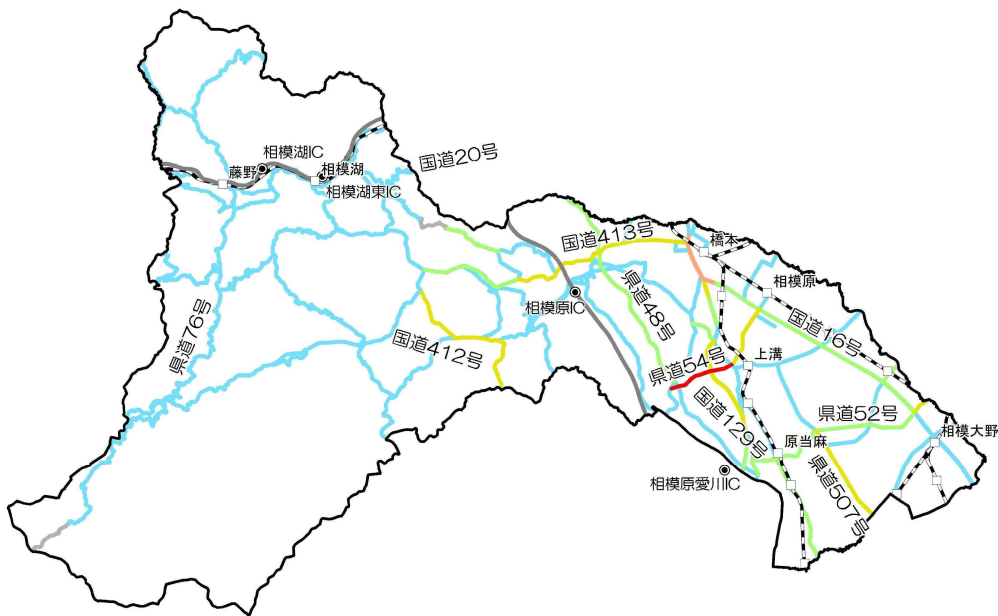 国道20号
相模湖IC
藤野
相模湖
相模湖東IC
国道413号
橋本
相模原
県道76号
相模原IC
県道48号
国道16号
国道412号
県道54号
上溝
国道129号
県道52号
相模大野
原当麻
県道507号
相模原愛川IC